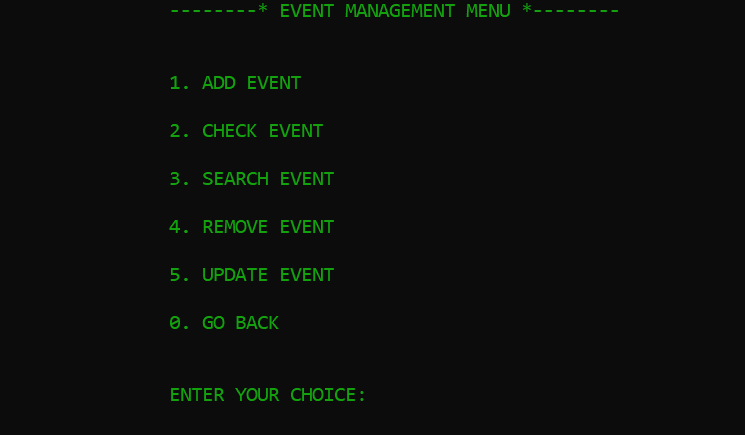 --------* EVENT MANAGEMENT MENU *--------
1. ADD EVENT
2. CHECK EVENT
3. SEARCH EVENT
4. REMOVE EVENT
5. UPDATE EVENT
0. GO BACK
ENTER YOUR CHOICE: